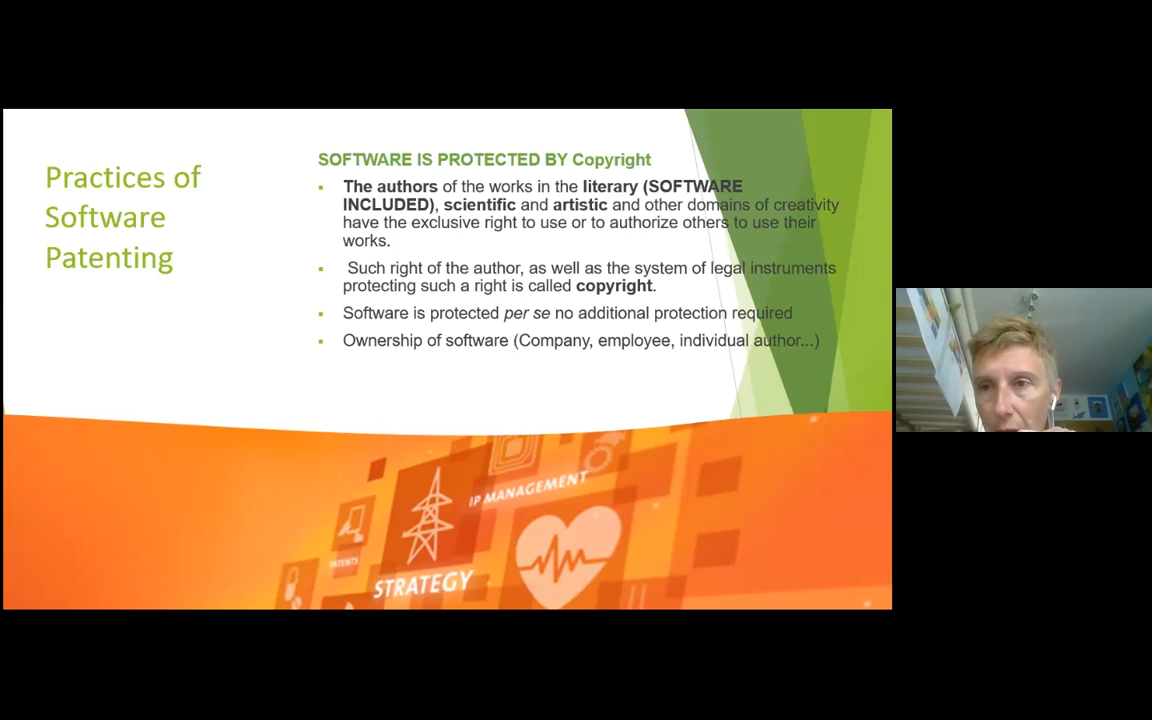 Practices of
Software
Patenting
SOFTWARE IS PROTECTED BY Copyright
▪ The authors of the works in the literary (SOFTWARE
INCLUDED), scientific and artistic and other domains of creativity
have the exclusive right to use or to authorize others to use their
works.
▪ Such right of the author, as well as the system of legal instruments
protecting such a right is called copyright.
▪ Software is protected per se no additional protection required
▪ Ownership of software (Company, employee, individual author...)
IP MANAGEMENT
PATENTS
STRATEGY